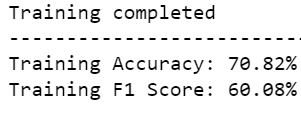 Training completed
--------------------------
Training Accuracy: 70.82%
Training F1 Score: 60.08%